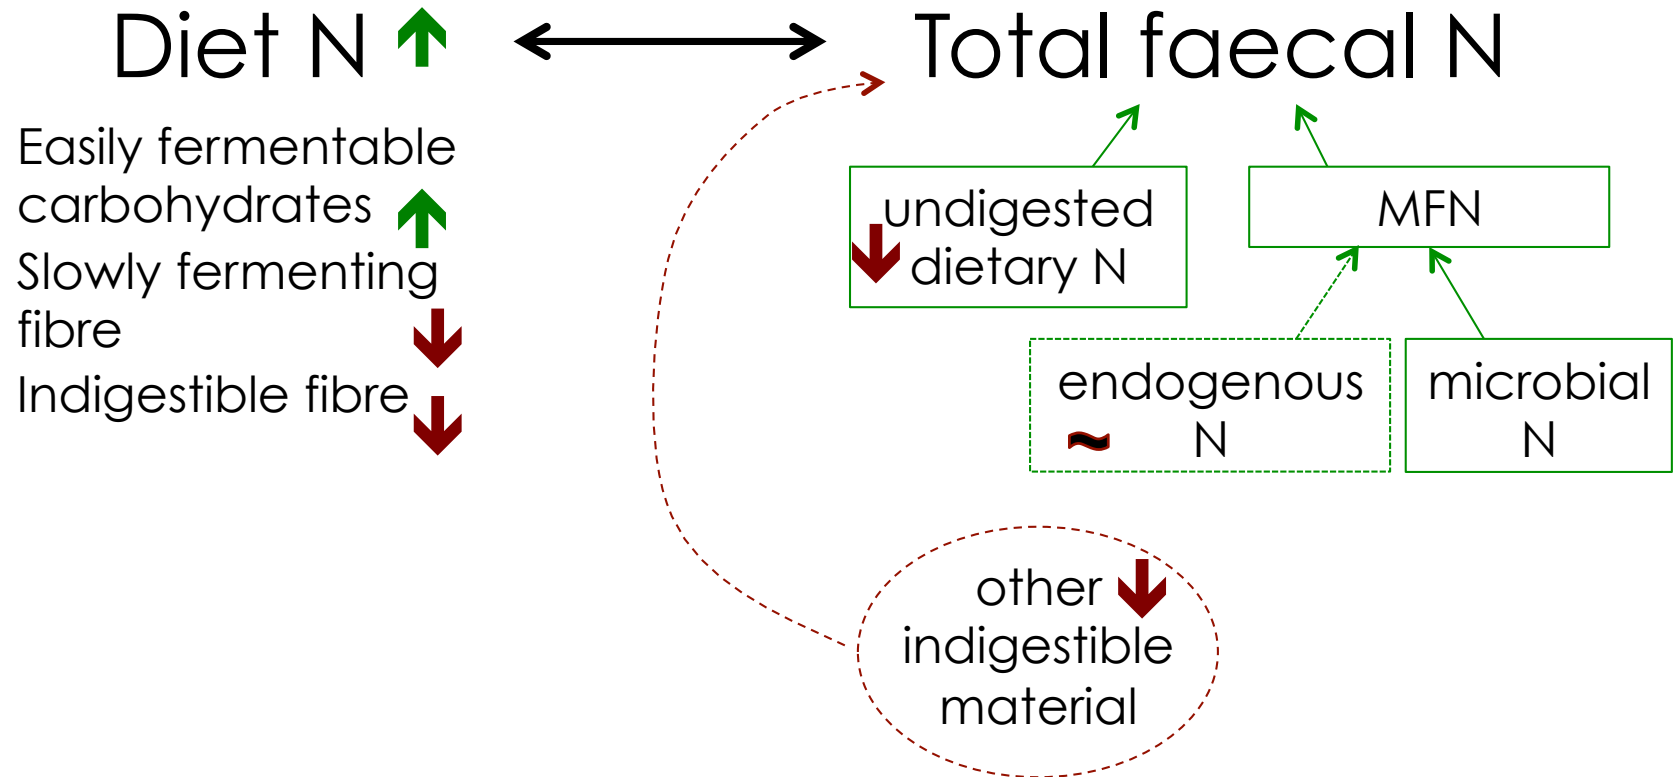 Diet N
Total faecal N
Easily fermentable
carbohydrates
Slowly fermenting
fibre
Indigestible fibre
undigested
dietary N
MFN
endogenous
N
microbial
N
other
indigestible
material